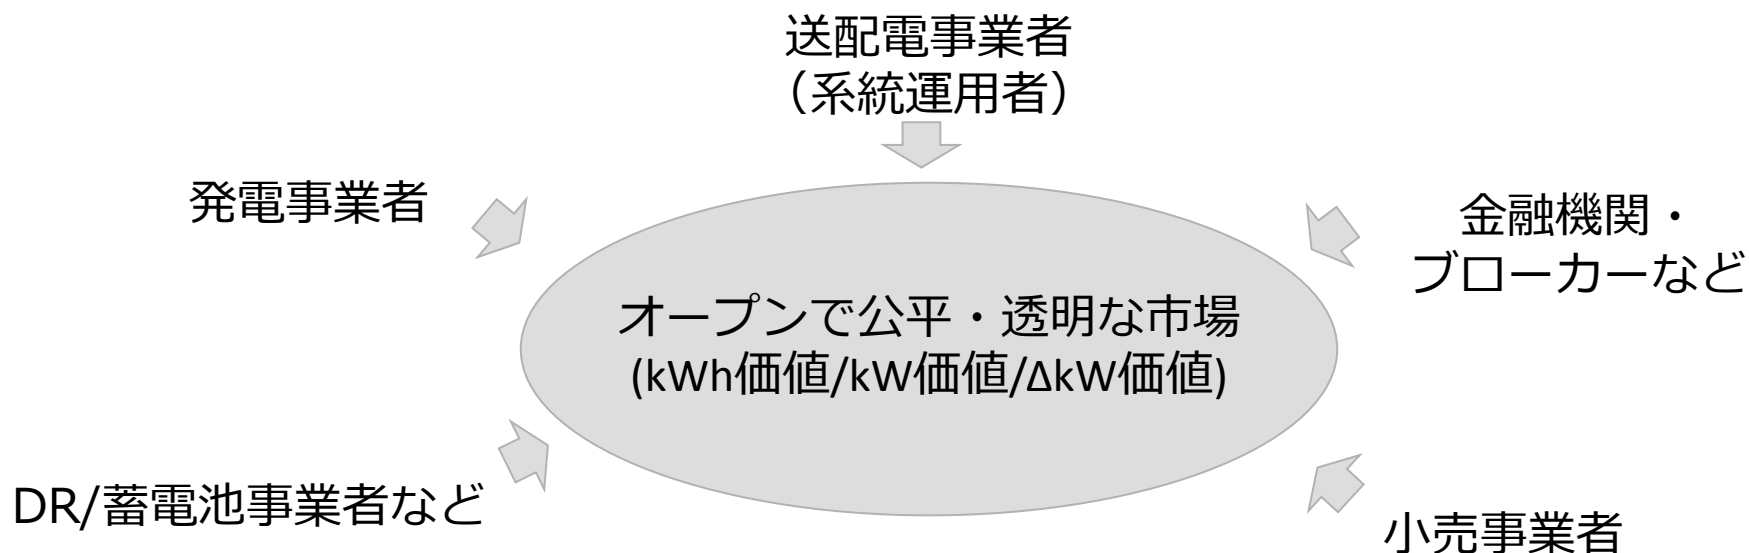 送配電事業者
（系統運用者）
発電事業者
金融機関・
ブローカーなど
オープンで公平・透明な市場
(kWh価値/kW価値/ΔkW価値)
DR/蓄電池事業者など
小売事業者